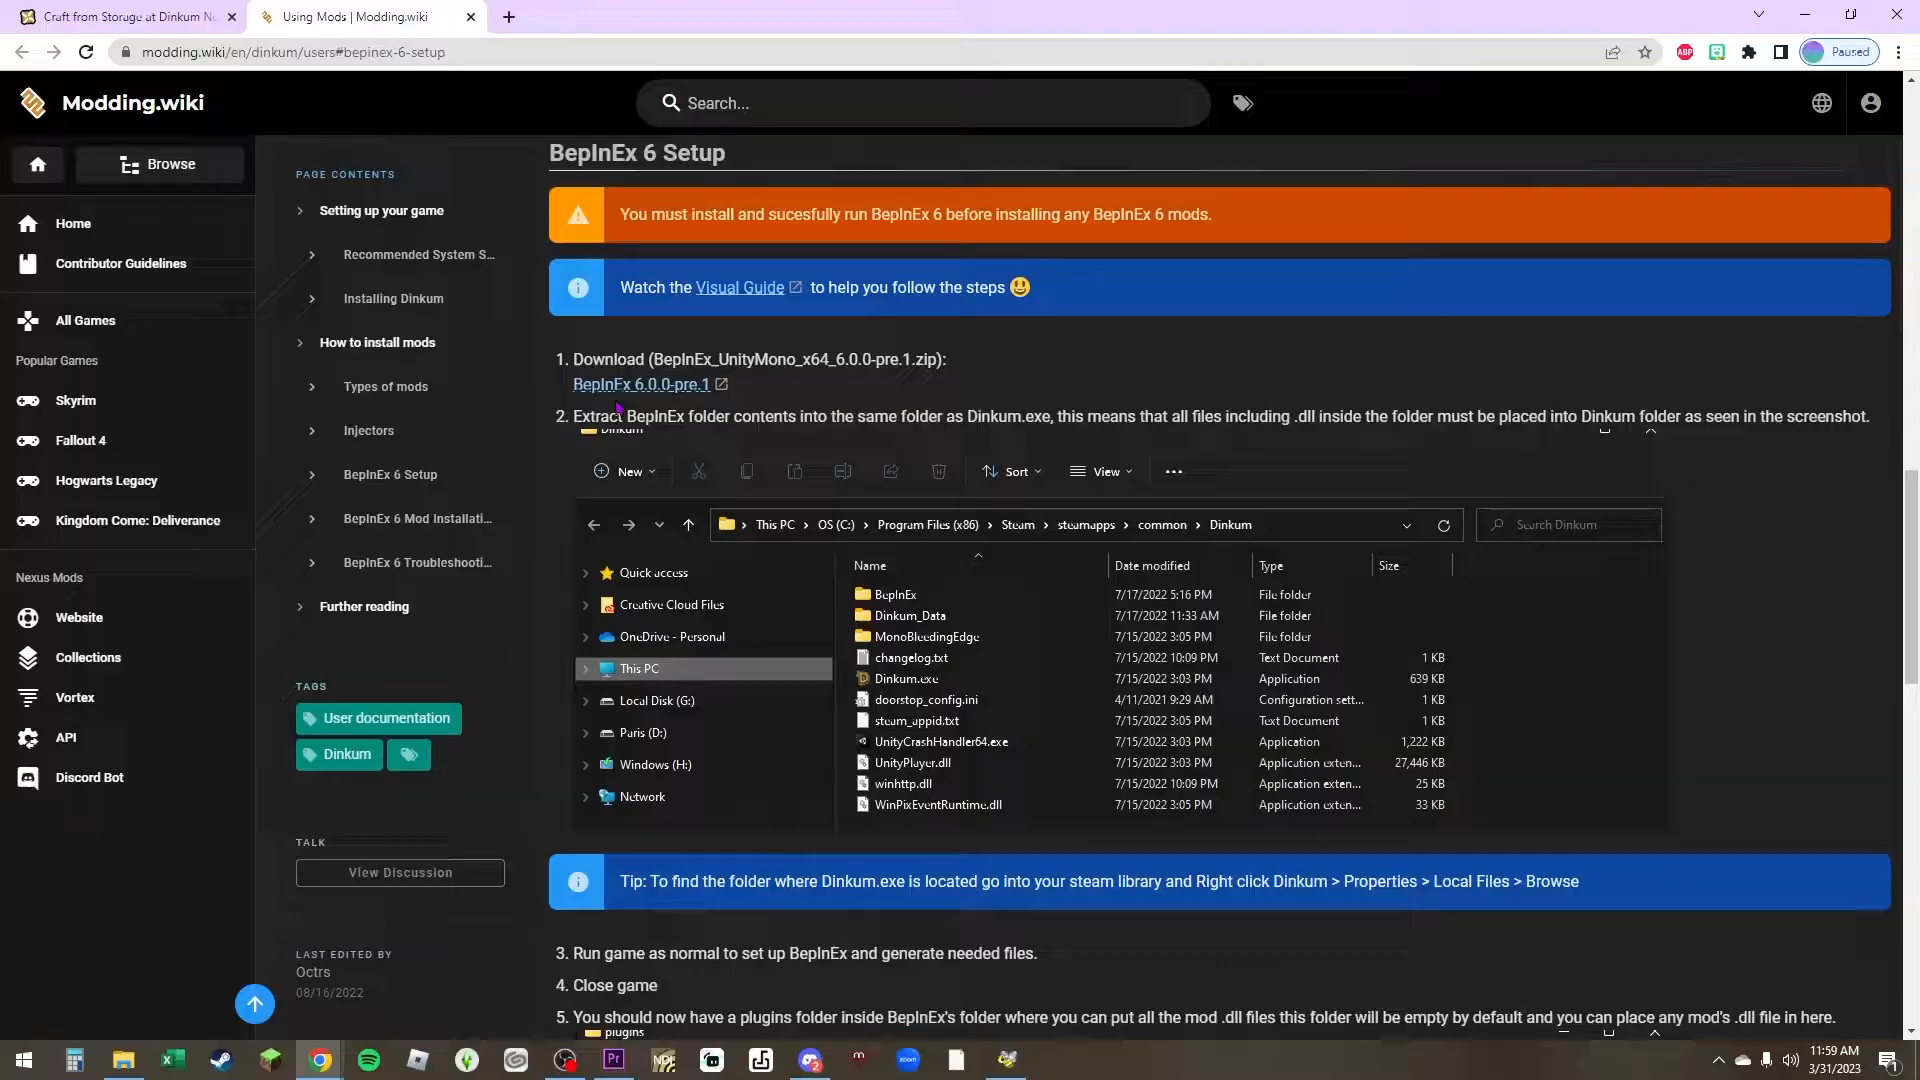 Craft from Storage at Dinkum N
Using Mods | Modding.wiki
modding.wiki/en/dinkum/users#bepinex-6-setup
ABP
Paused
Modding.wiki
Search...
Browse
Home
Contributor Guidelines
All Games
Popular Games
Skyrim
Fallout 4
Hogwarts Legacy
Kingdom Come: Deliverance
Nexus Mods
Website
Collections
Vortex
API
Discord Bot
PAGE CONTENTS
Setting up your game
Recommended System S...
Installing Dinkum
How to install mods
Types of mods
Injectors
BepInEx 6 Setup
BepInEx 6 Mod Installati...
BepInEx 6 Troubleshooti...
Further reading
TAGS
User documentation
Dinkum
TALK
View Discussion
LAST EDITED BY
Octrs
08/16/2022
BepInEx 6 Setup
You must install and sucesfully run BepInEx 6 before installing any BepInEx 6 mods.
Watch the Visual Guide to help you follow the steps 😃
1. Download (BepInEx_UnityMono_x64_6.0.0-pre.1.zip):
BepInEx 6.0.0-pre.1
2. Extract BepInEx folder contents into the same folder as Dinkum.exe, this means that all files including .dll inside the folder must be placed into Dinkum folder as seen in the screenshot.
Dinkum
New Sort View ...
This PC > OS (C:) > Program Files (x86) > Steam > steamapps > common > Dinkum
Search Dinkum
Quick access
Creative Cloud Files
OneDrive - Personal
This PC
Local Disk (G:)
Paris (D:)
Windows (H:)
Network
Name Date modified Type Size
BepInEx 7/17/2022 5:16 PM File folder
Dinkum_Data 7/17/2022 11:33 AM File folder
MonoBleedingEdge 7/15/2022 3:05 PM File folder
changelog.txt 7/15/2022 10:09 PM Text Document 1 KB
Dinkum.exe 7/15/2022 3:03 PM Application 639 KB
doorstop_config.ini 4/11/2021 9:29 AM Configuration sett... 1 KB
steam_appid.txt 7/15/2022 3:05 PM Text Document 1 KB
UnityCrashHandler64.exe 7/15/2022 3:03 PM Application 1,222 KB
UnityPlayer.dll 7/15/2022 3:03 PM Application exten... 27,446 KB
winhttp.dll 7/15/2022 10:09 PM Application exten... 25 KB
WinPixEventRuntime.dll 7/15/2022 3:05 PM Application exten... 33 KB
Tip: To find the folder where Dinkum.exe is located go into your steam library and Right click Dinkum > Properties > Local Files > Browse
3. Run game as normal to set up BepInEx and generate needed files.
4. Close game
5. You should now have a plugins folder inside BepInEx's folder where you can put all the mod .dll files this folder will be empty by default and you can place any mod's .dll file in here.
plugins
Pr
zoom
2
11:59 AM
3/31/2023
1